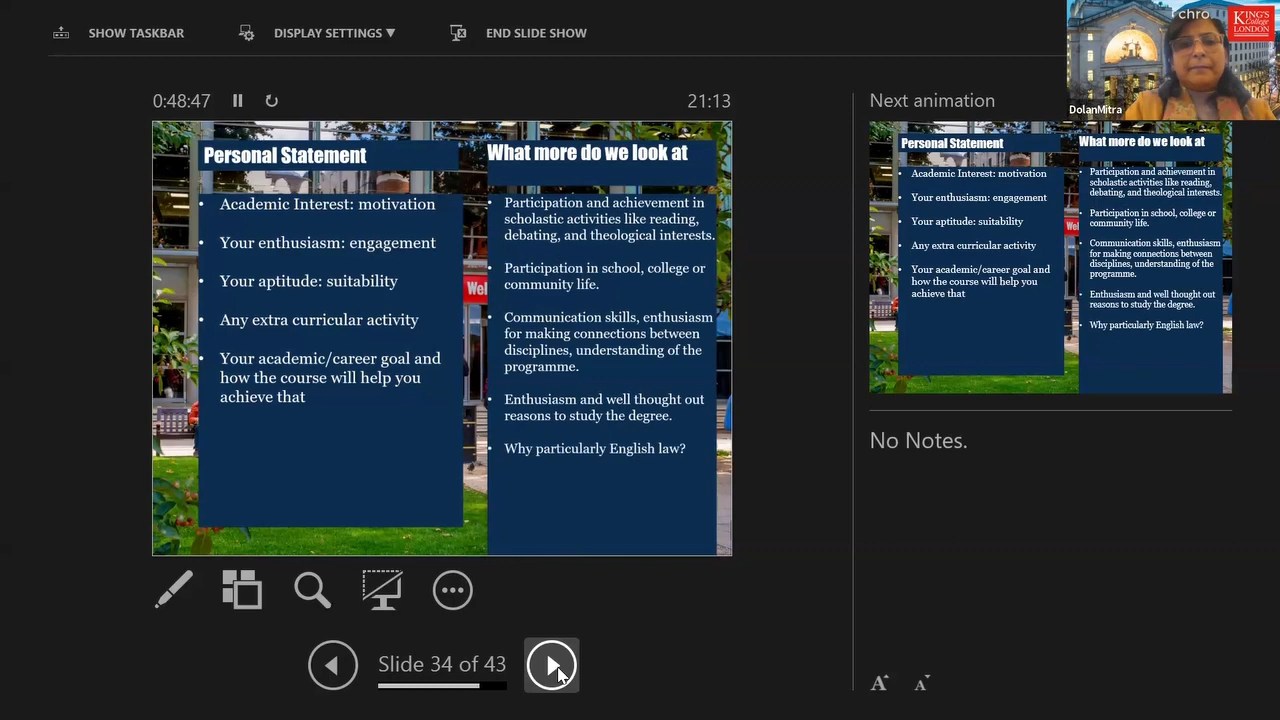 SHOW TASKBAR
DISPLAY SETTINGS ▼
END SLIDE SHOW
chro
KING'S
College
LONDON
DolanMitra
0:48:47
21:13
Personal Statement
• Academic Interest: motivation
• Your enthusiasm: engagement
• Your aptitude: suitability
• Any extra curricular activity
• Your academic/career goal and
how the course will help you
achieve that
What more do we look at
• Participation and achievement in
scholastic activities like reading,
debating, and theological interests.
• Participation in school, college or
community life.
• Communication skills, enthusiasm
for making connections between
disciplines, understanding of the
programme.
• Enthusiasm and well thought out
reasons to study the degree.
• Why particularly English law?
Wel
Slide 34 of 43
Next animation
Personal Statement
• Academic Interest: motivation
• Your enthusiasm: engagement
• Your aptitude: suitability
• Any extra curricular activity
• Your academic/career goal and
how the course will help you
achieve that
What more do we look at
• Participation and achievement in
scholastic activities like reading,
debating, and theological interests.
• Participation in school, college or
community life.
• Communication skills, enthusiasm
for making connections between
disciplines, understanding of the
programme.
• Enthusiasm and well thought out
reasons to study the degree.
• Why particularly English law?
Wel
No Notes.
A A